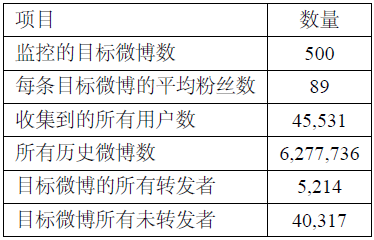 项目 数量
监控的目标微博数 500
每条目标微博的平均粉丝数 89
收集到的所有用户数 45,531
所有历史微博数 6,277,736
目标微博的所有转发者 5,214
目标微博所有未转发者 40,317